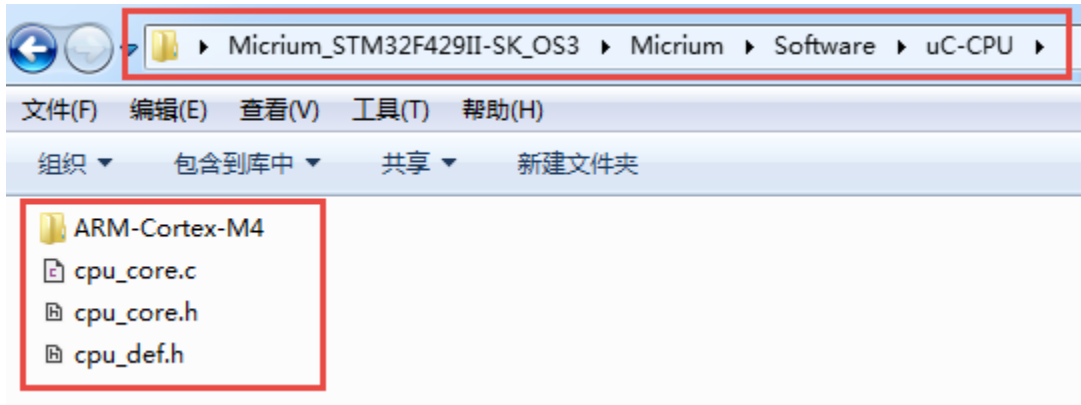 Micrium_STM32F429II-SK_OS3 Micrium Software uC-CPU
文件(F) 编辑(E) 查看(V) 工具(T) 帮助(H)
组织 包含到库中 共享 新建文件夹
ARM-Cortex-M4
cpu_core.c
cpu_core.h
cpu_def.h